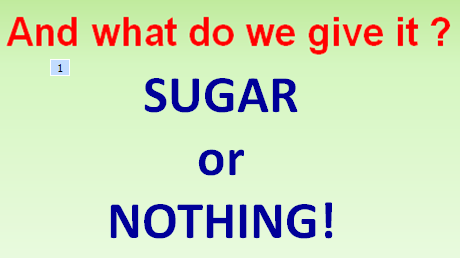 And what do we give it ?
1
SUGAR
or
NOTHING!